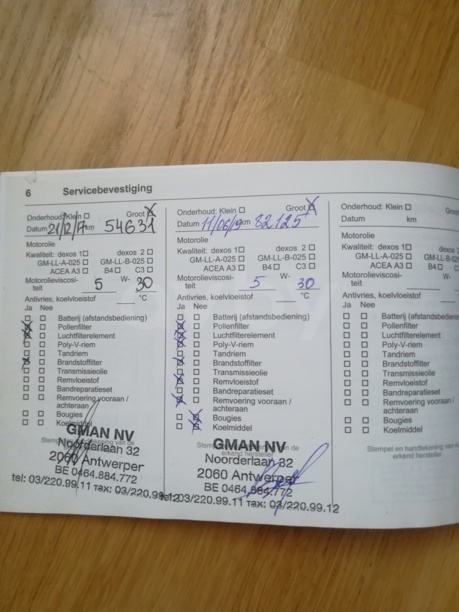 6 Servicebevestiging
Onderhoud: Klein Groot
Datum 21/12/17 km 54631
Motorolie
Kwaliteit: dexos 1 dexos 2
GM-LL-A-025 GM-LL-B-025
ACEA A3 B4 C3
Motorolieviscosi- W-
teit 5 30
Antivries, koelvloeistof °C
Ja Nee
Batterij (afstandsbediening)
Pollenfilter
Luchtfilterelement
Poly-V-riem
Tandriem
Brandstoffilter
Transmissieolie
Remvloeistof
Bandreparatieset
Remvoering vooraan /
achteraan
Bougies
Koelmiddel
GMAN NV
Noorderlaan 32
2060 Antwerpen
BE 0464.884.772
tel: 03/220.99.11 fax: 03/220.99.12
Onderhoud: Klein Groot
Datum 11/06/19 km 82.125
Motorolie
Kwaliteit: dexos 1 dexos 2
GM-LL-A-025 GM-LL-B-025
ACEA A3 B4 C3
Motorolieviscosi- W-
teit 5 30
Antivries, koelvloeistof °C
Ja Nee
Batterij (afstandsbediening)
Pollenfilter
Luchtfilterelement
Poly-V-riem
Tandriem
Brandstoffilter
Transmissieolie
Remvloeistof
Bandreparatieset
Remvoering vooraan /
achteraan
Bougies
Koelmiddel
GMAN NV
Noorderlaan 32
2060 Antwerpen
BE 0464.884.772
tel: 03/220.99.11 fax: 03/220.99.12
Onderhoud: Klein
Datum km
Motorolie
Kwaliteit: dexos 1
GM-LL-A-025
ACEA A3 B4
Motorolieviscosi-
teit
Antivries, koelvloeistof
Ja Nee
Batterij (afstandsbedien
Pollenfilter
Luchtfilterelement
Poly-V-riem
Tandriem
Brandstoffilter
Transmissieolie
Remvloeistof
Bandreparatieset
Remvoering vooraan
achteraan
Bougies
Koelmiddel
Stempel en handtekening van de
erkend hersteller